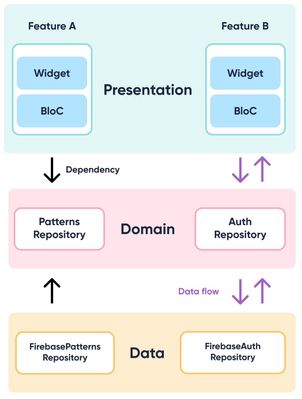 Feature A
Feature B
Widget
BloC
Presentation
Widget
BloC
Dependency
Patterns
Repository
Domain
Auth
Repository
Data flow
FirebasePatterns
Repository
Data
FirebaseAuth
Repository